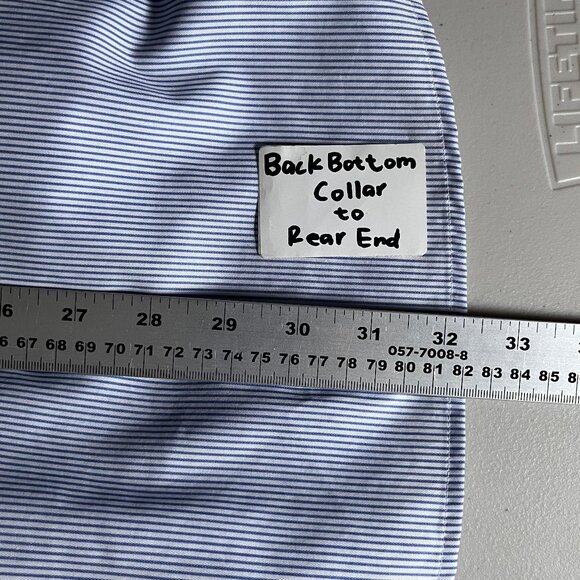 LIFETI
Back Bottom
Collar
to
Rear End
6 27 28 29 30 31 32 33
057-7008-8
6 67 68 69 70 71 72 73 74 75 76 77 78 79 80 81 82 83 84 85 8